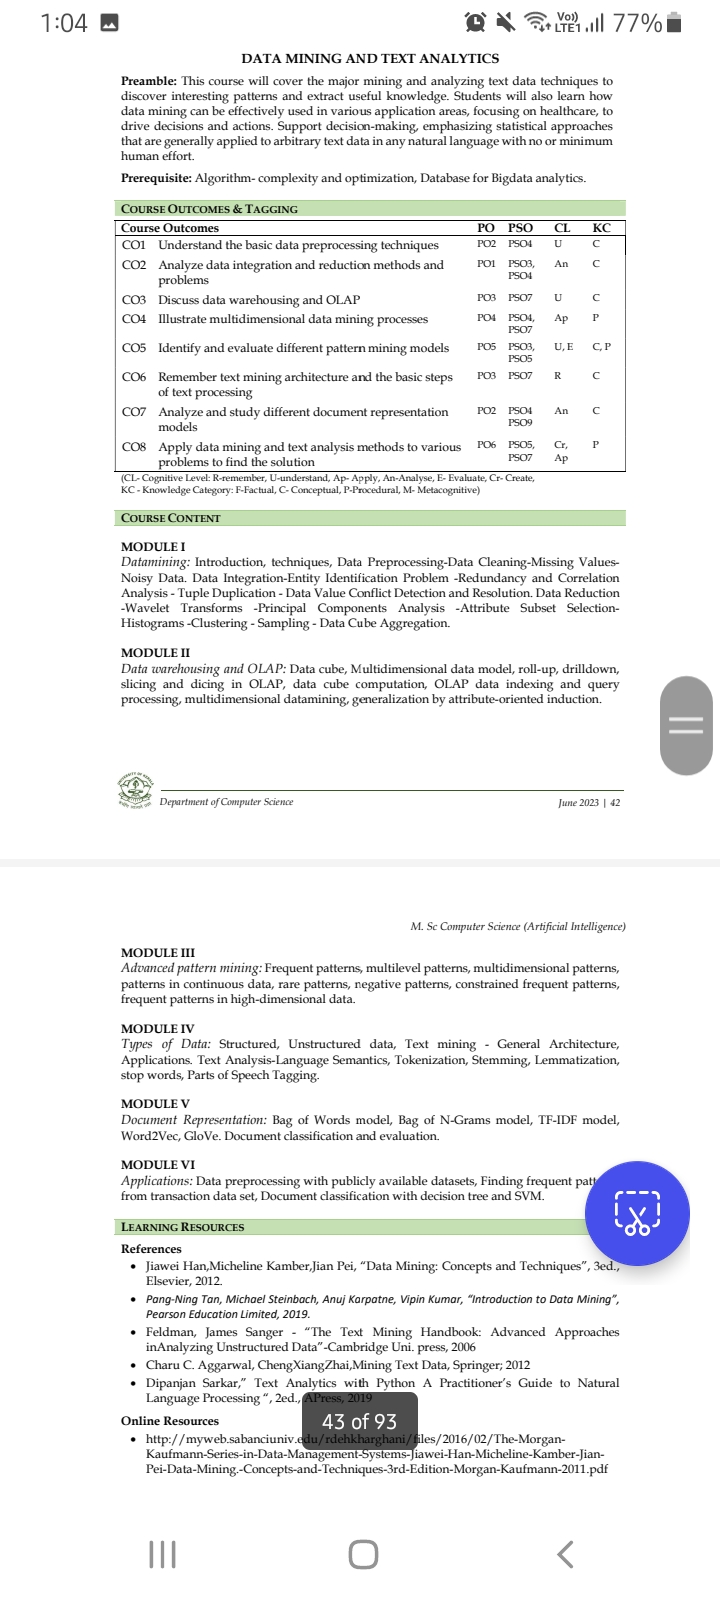 1:04
Vo))
LTE1
77%
DATA MINING AND TEXT ANALYTICS
Preamble: This course will cover the major mining and analyzing text data techniques to
discover interesting patterns and extract useful knowledge. Students will also learn how
data mining can be effectively used in various application areas, focusing on healthcare, to
drive decisions and actions. Support decision-making, emphasizing statistical approaches
that are generally applied to arbitrary text data in any natural language with no or minimum
human effort.
Prerequisite: Algorithm- complexity and optimization, Database for Bigdata analytics.
COURSE OUTCOMES & TAGGING
Course Outcomes PO PSO CL KC
CO1 Understand the basic data preprocessing techniques PO2 PSO4 U C
CO2 Analyze data integration and reduction methods and PO1 PSO3, An C
problems PSO4
CO3 Discuss data warehousing and OLAP PO3 PSO7 U C
CO4 Illustrate multidimensional data mining processes PO4 PSO4, Ap P
PSO7
CO5 Identify and evaluate different pattern mining models PO5 PSO3, U, E C, P
PSO5
CO6 Remember text mining architecture and the basic steps PO3 PSO7 R C
of text processing
CO7 Analyze and study different document representation PO2 PSO4 An C
models PSO9
CO8 Apply data mining and text analysis methods to various PO6 PSO5, Cr, P
problems to find the solution PSO7 Ap
(CL- Cognitive Level: R-remember, U-understand, Ap- Apply, An-Analyse, E- Evaluate, Cr- Create,
KC - Knowledge Category: F-Factual, C- Conceptual, P-Procedural, M- Metacognitive)
COURSE CONTENT
MODULE I
Datamining: Introduction, techniques, Data Preprocessing-Data Cleaning-Missing Values-
Noisy Data. Data Integration-Entity Identification Problem -Redundancy and Correlation
Analysis - Tuple Duplication - Data Value Conflict Detection and Resolution. Data Reduction
-Wavelet Transforms -Principal Components Analysis -Attribute Subset Selection-
Histograms -Clustering - Sampling - Data Cube Aggregation.
MODULE II
Data warehousing and OLAP: Data cube, Multidimensional data model, roll-up, drilldown,
slicing and dicing in OLAP, data cube computation, OLAP data indexing and query
processing, multidimensional datamining, generalization by attribute-oriented induction.
Department of Computer Science June 2023 | 42
M. Sc Computer Science (Artificial Intelligence)
MODULE III
Advanced pattern mining: Frequent patterns, multilevel patterns, multidimensional patterns,
patterns in continuous data, rare patterns, negative patterns, constrained frequent patterns,
frequent patterns in high-dimensional data.
MODULE IV
Types of Data: Structured, Unstructured data, Text mining - General Architecture,
Applications. Text Analysis-Language Semantics, Tokenization, Stemming, Lemmatization,
stop words, Parts of Speech Tagging.
MODULE V
Document Representation: Bag of Words model, Bag of N-Grams model, TF-IDF model,
Word2Vec, GloVe. Document classification and evaluation.
MODULE VI
Applications: Data preprocessing with publicly available datasets, Finding frequent
from transaction data set, Document classification with decision tree and SVM.
LEARNING RESOURCES
References
• Jiawei Han,Micheline Kamber,Jian Pei, “Data Mining: Concepts and Techniques”, 3ed.,
Elsevier, 2012.
• Pang-Ning Tan, Michael Steinbach, Anuj Karpatne, Vipin Kumar, “Introduction to Data Mining”,
Pearson Education Limited, 2019.
• Feldman, James Sanger - “The Text Mining Handbook: Advanced Approaches
inAnalyzing Unstructured Data”-Cambridge Uni. press, 2006
• Charu C. Aggarwal, ChengXiangZhai,Mining Text Data, Springer; 2012
• Dipanjan Sarkar,” Text Analytics with Python A Practitioner’s Guide to Natural
Language Processing “, 2ed., APress, 2019
43 of 93
Online Resources
• http://myweb.sabanciuniv.edu/rdehkharghani/files/2016/02/The-Morgan-
Kaufmann-Series-in-Data-Management-Systems-Jiawei-Han-Micheline-Kamber-Jian-
Pei-Data-Mining.-Concepts-and-Techniques-3rd-Edition-Morgan-Kaufmann-2011.pdf